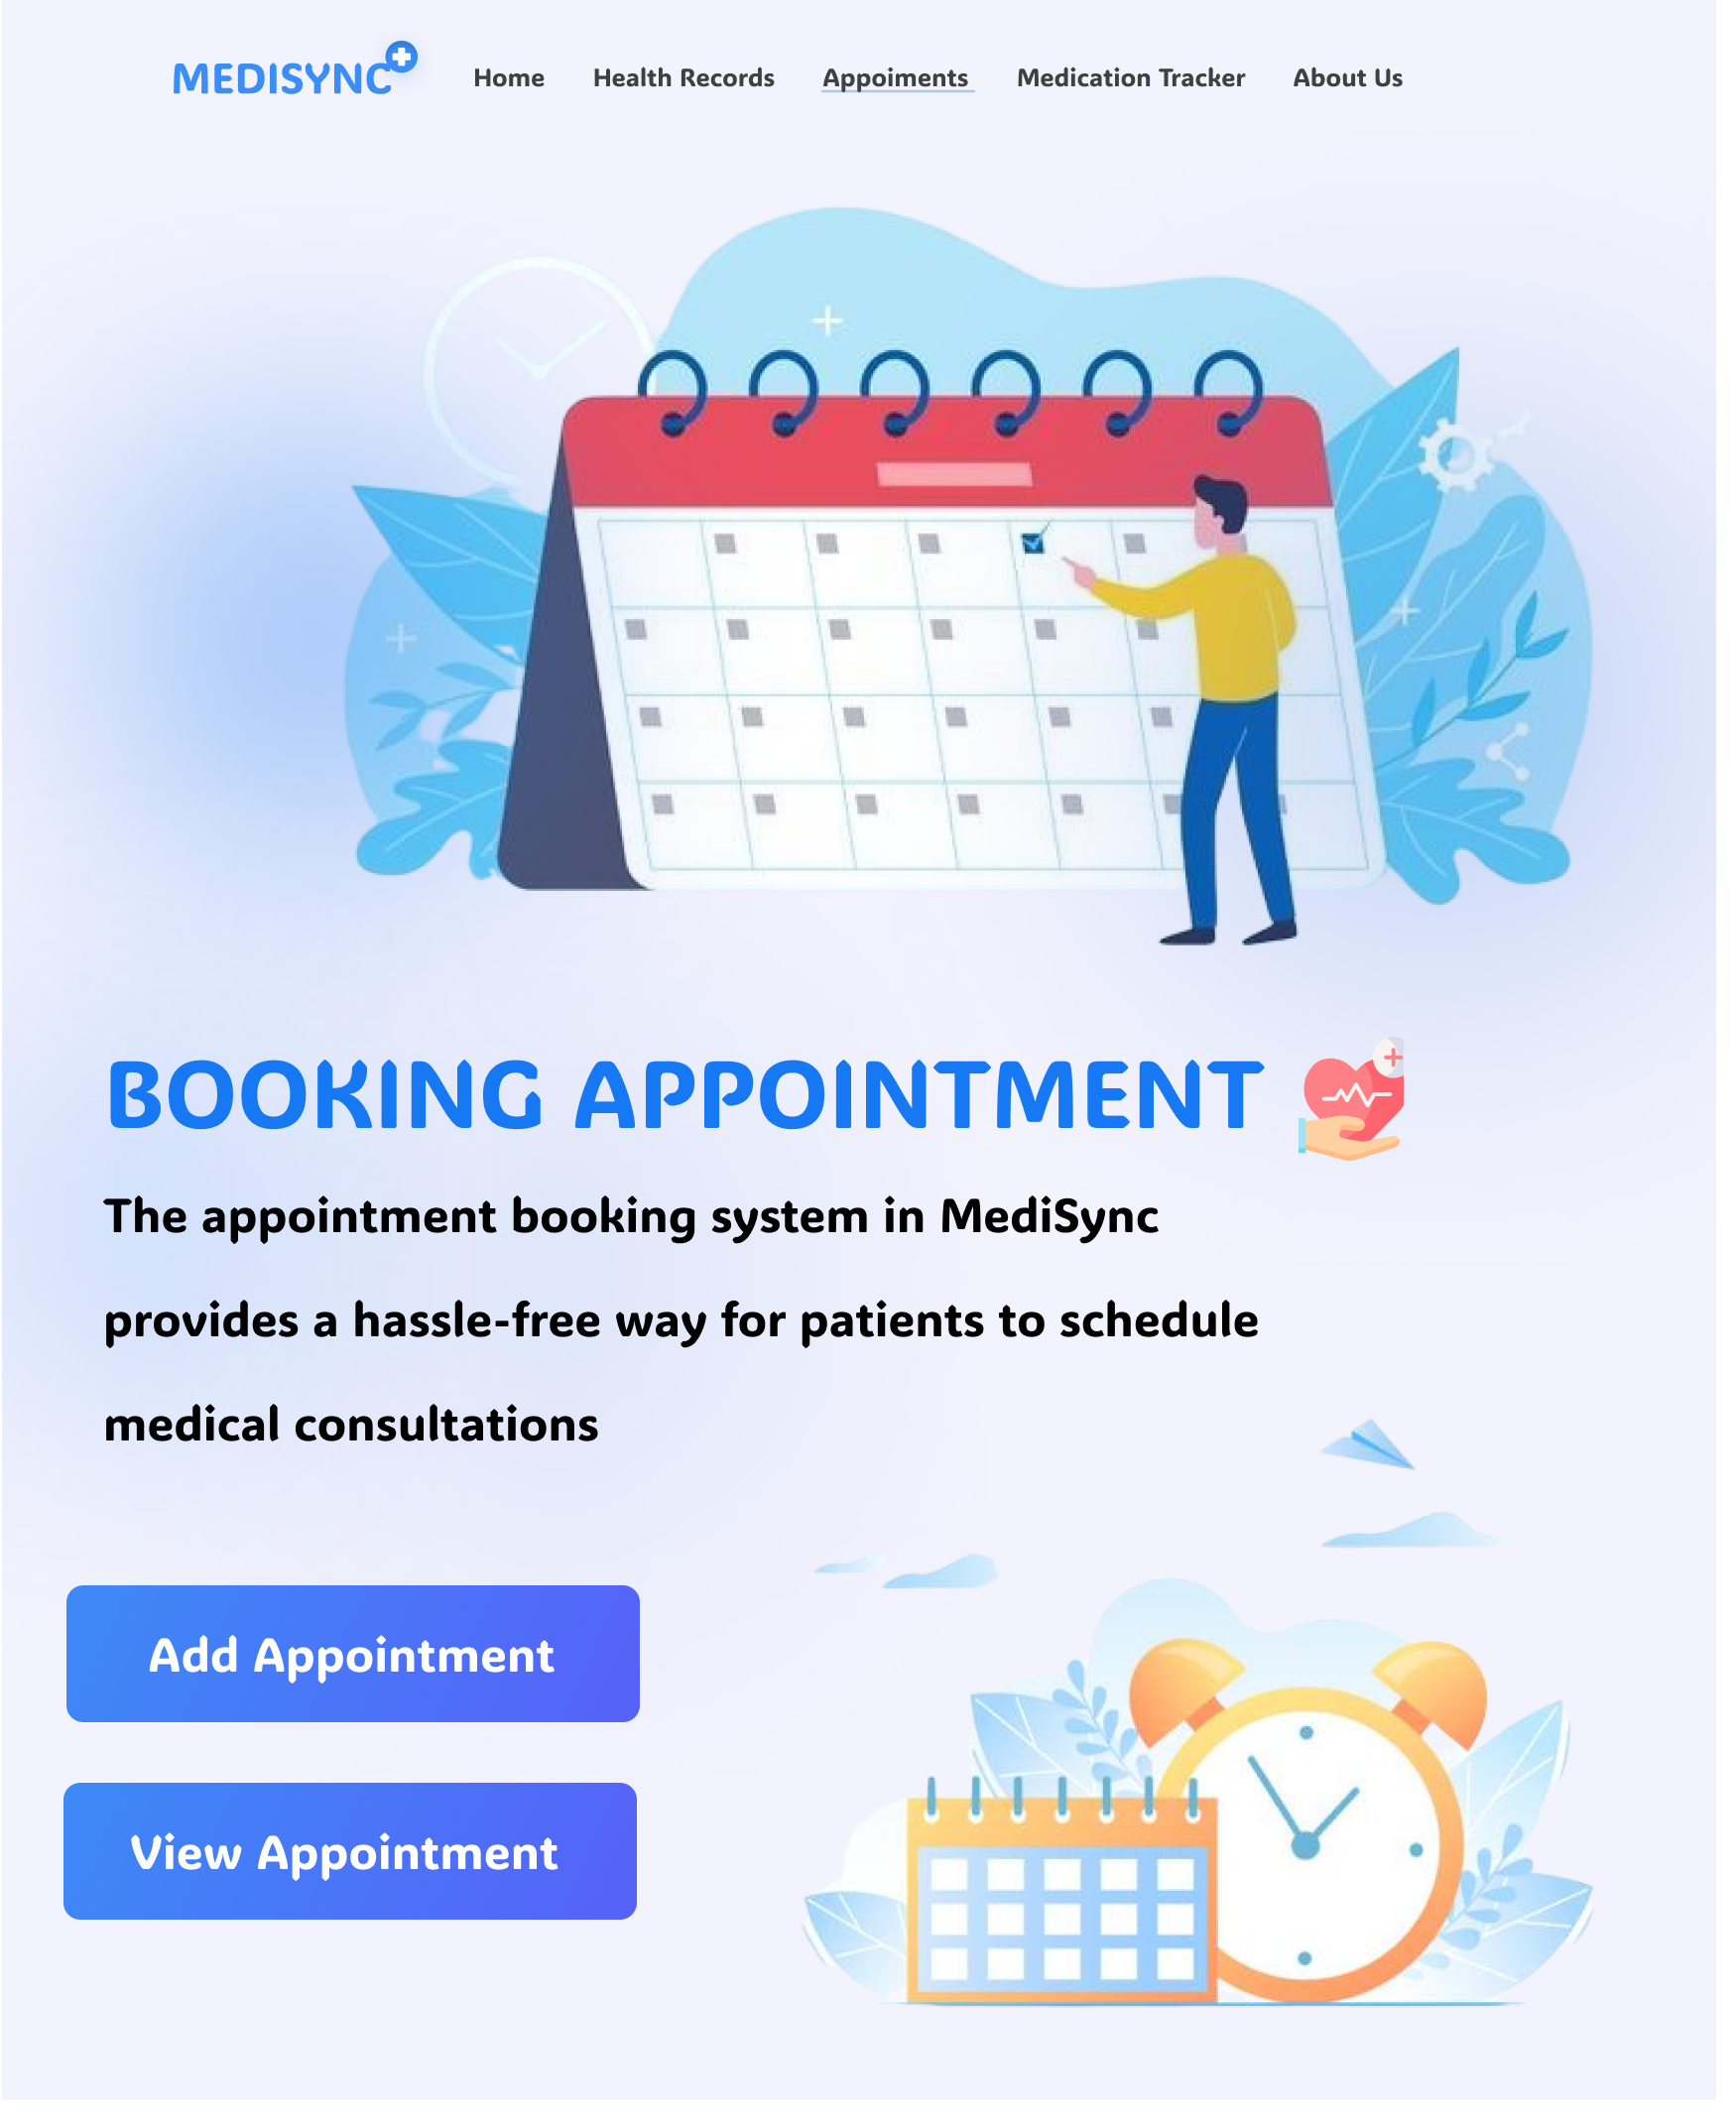 MEDISYNC
Home Health Records Appoiments Medication Tracker About Us
BOOKING APPOINTMENT
The appointment booking system in MediSync
provides a hassle-free way for patients to schedule
medical consultations
Add Appointment
View Appointment